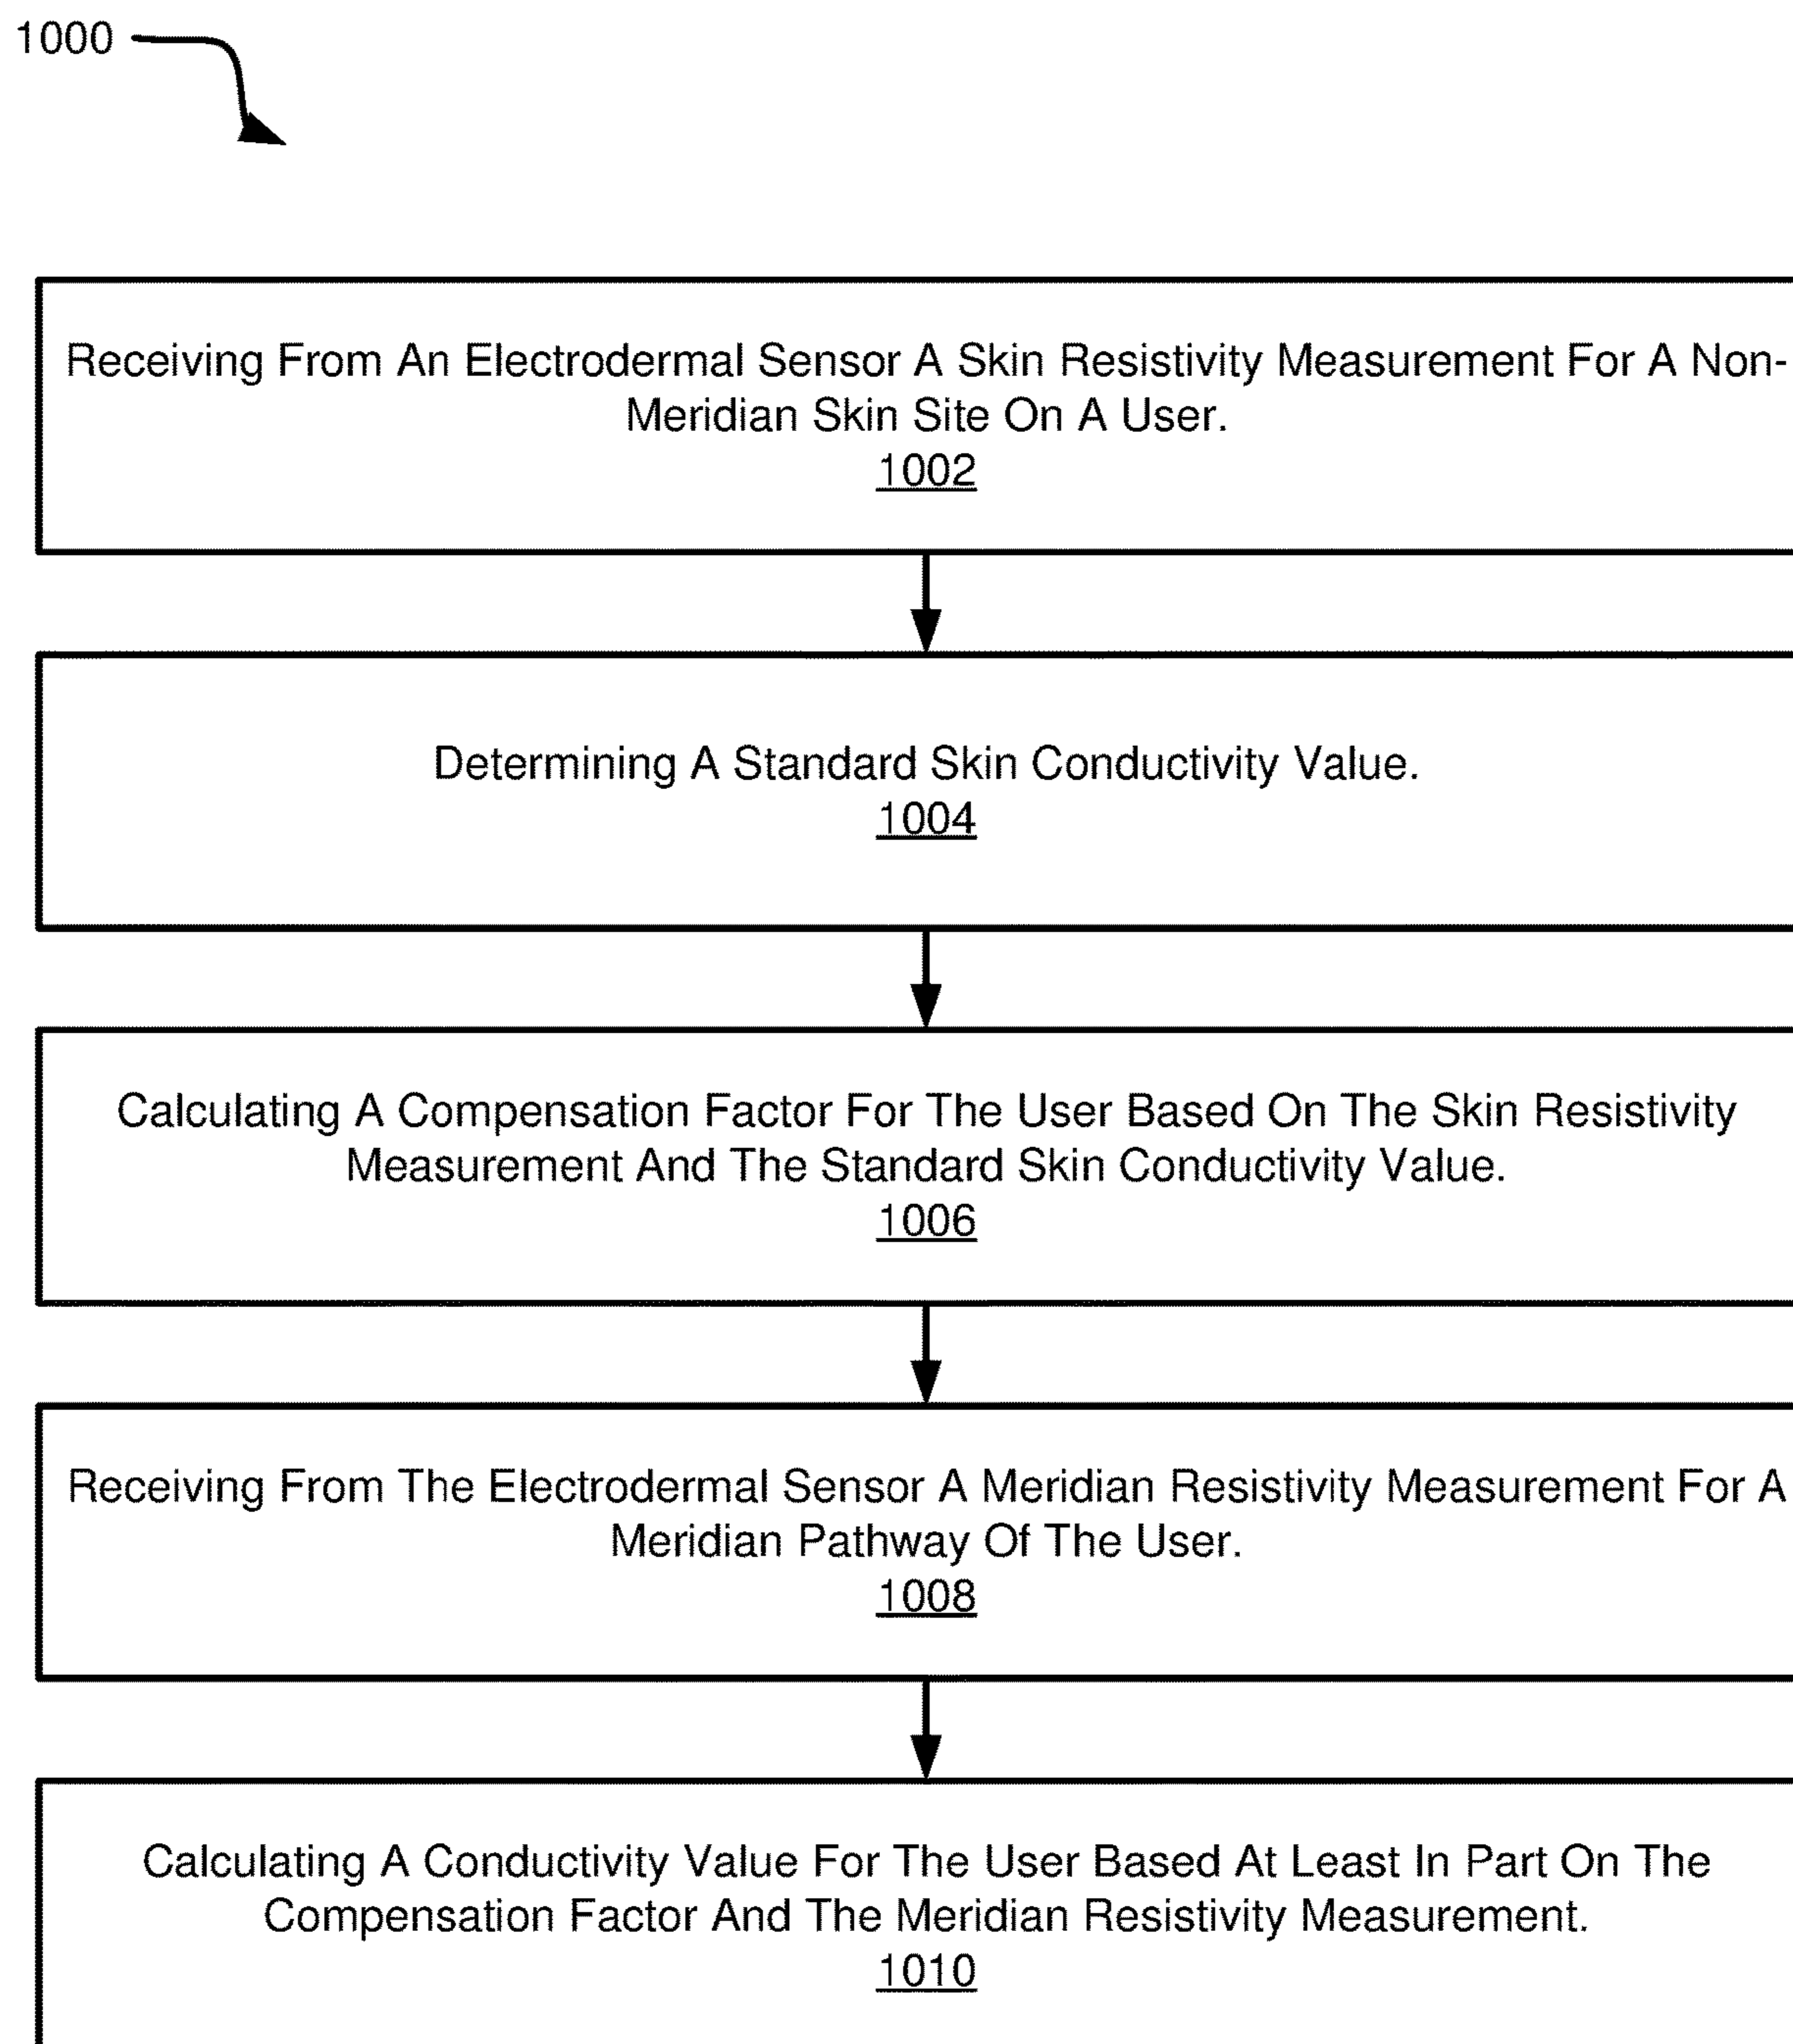 1000
Receiving From An Electrodermal Sensor A Skin Resistivity Measurement For A Non-
Meridian Skin Site On A User.
1002
Determining A Standard Skin Conductivity Value.
1004
Calculating A Compensation Factor For The User Based On The Skin Resistivity
Measurement And The Standard Skin Conductivity Value.
1006
Receiving From The Electrodermal Sensor A Meridian Resistivity Measurement For A
Meridian Pathway Of The User.
1008
Calculating A Conductivity Value For The User Based At Least In Part On The
Compensation Factor And The Meridian Resistivity Measurement.
1010